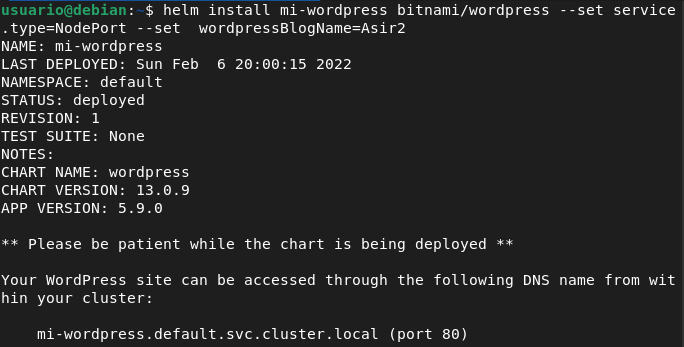 usuario@debian:~$ helm install mi-wordpress bitnami/wordpress --set service
.type=NodePort --set  wordpressBlogName=Asir2
NAME: mi-wordpress
LAST DEPLOYED: Sun Feb  6 20:00:15 2022
NAMESPACE: default
STATUS: deployed
REVISION: 1
TEST SUITE: None
NOTES:
CHART NAME: wordpress
CHART VERSION: 13.0.9
APP VERSION: 5.9.0

** Please be patient while the chart is being deployed **

Your WordPress site can be accessed through the following DNS name from wit
hin your cluster:

    mi-wordpress.default.svc.cluster.local (port 80)